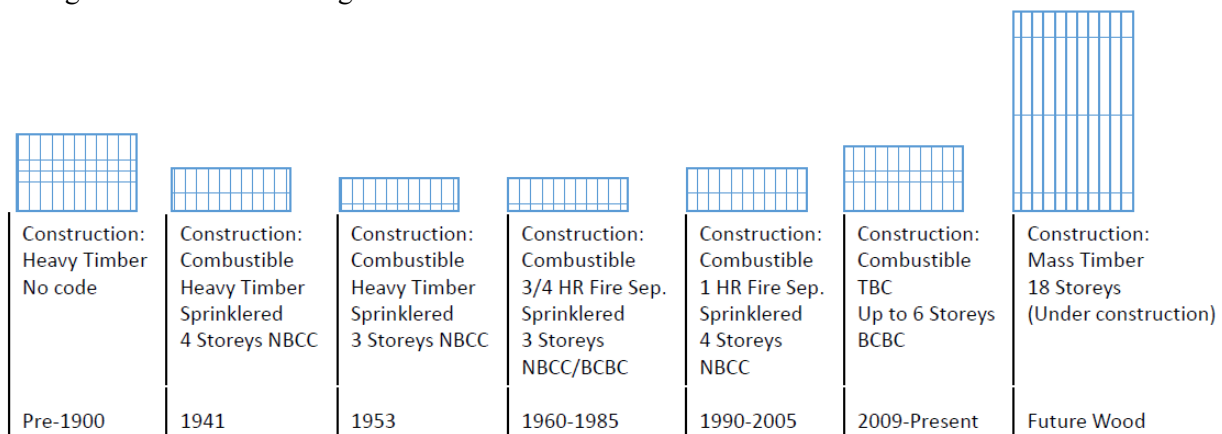 Construction:
Heavy Timber
No code
Pre-1900
Construction:
Combustible
Heavy Timber
Sprinklered
4 Storeys NBCC
1941
Construction:
Combustible
Heavy Timber
Sprinklered
3 Storeys NBCC
1953
Construction:
Combustible
3/4 HR Fire Sep.
Sprinklered
3 Storeys
NBCC/BCBC
1960-1985
Construction:
Combustible
1 HR Fire Sep.
Sprinklered
4 Storeys
NBCC
1990-2005
Construction:
Combustible
TBC
Up to 6 Storeys
BCBC
2009-Present
Construction:
Mass Timber
18 Storeys
(Under construction)
Future Wood